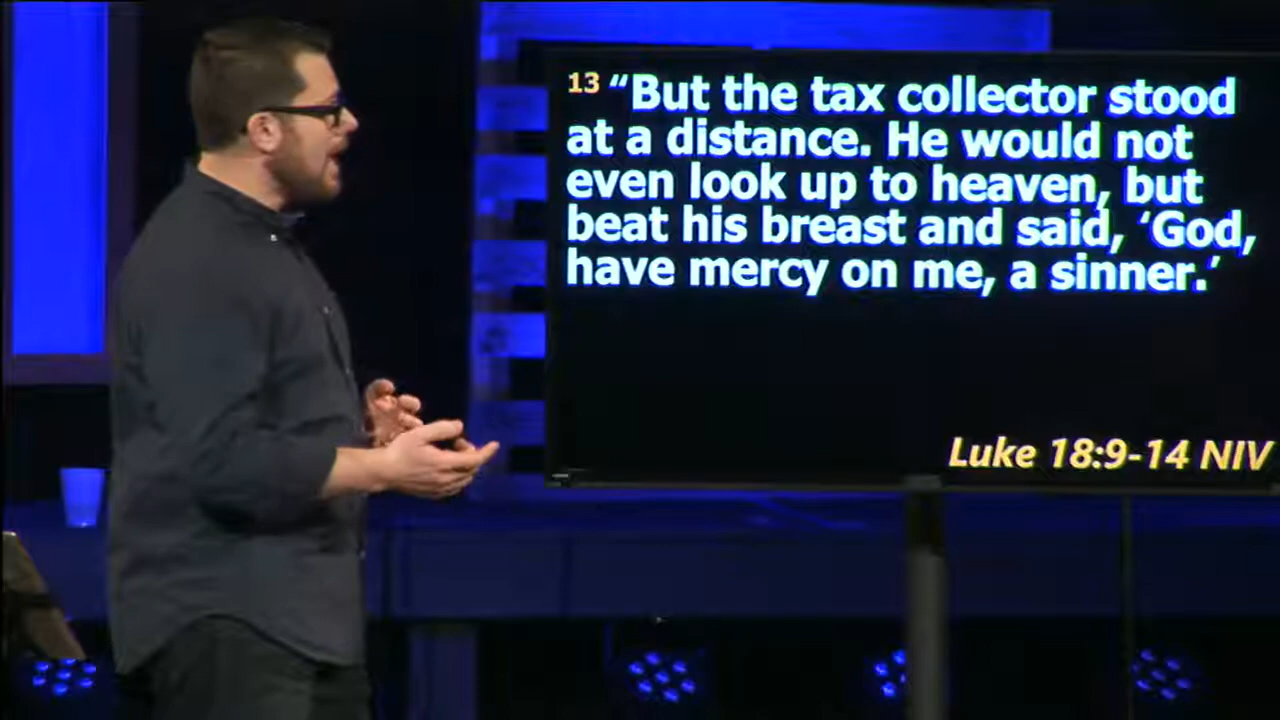 13 “But the tax collector stood
at a distance. He would not
even look up to heaven, but
beat his breast and said, ‘God,
have mercy on me, a sinner.’
Luke 18:9-14 NIV